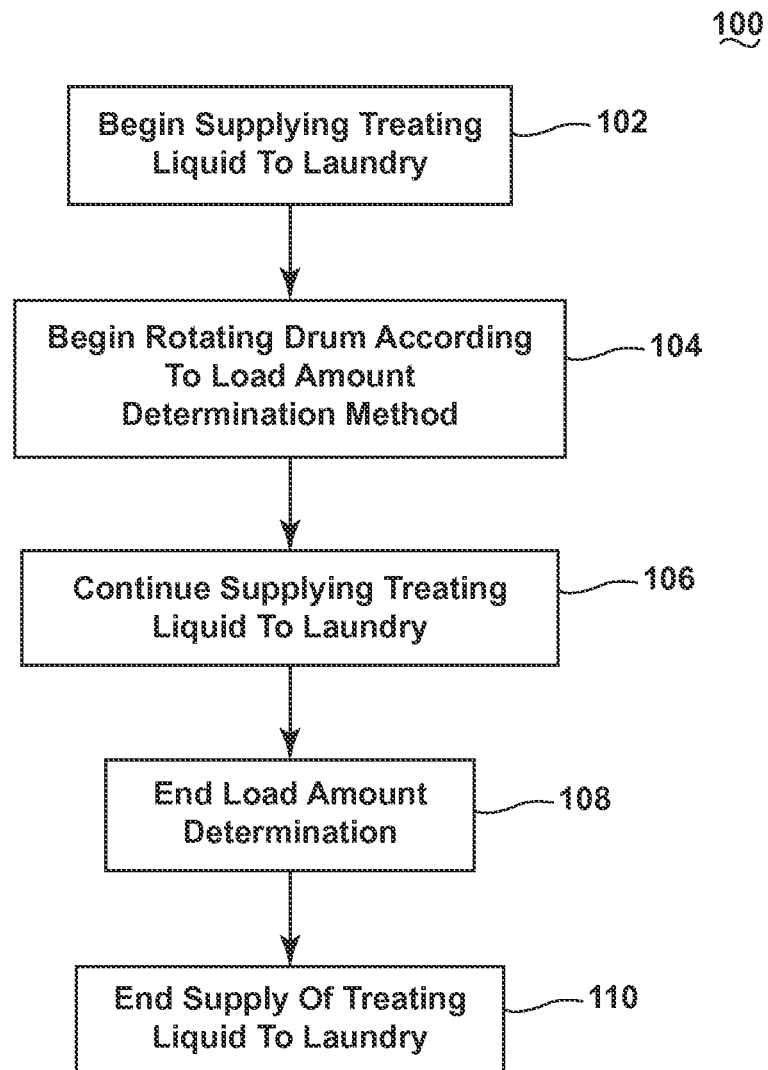 100
Begin Supplying Treating
Liquid To Laundry
102
Begin Rotating Drum According
To Load Amount
Determination Method
104
Continue Supplying Treating
Liquid To Laundry
106
End Load Amount
Determination
108
End Supply Of Treating
Liquid To Laundry
110